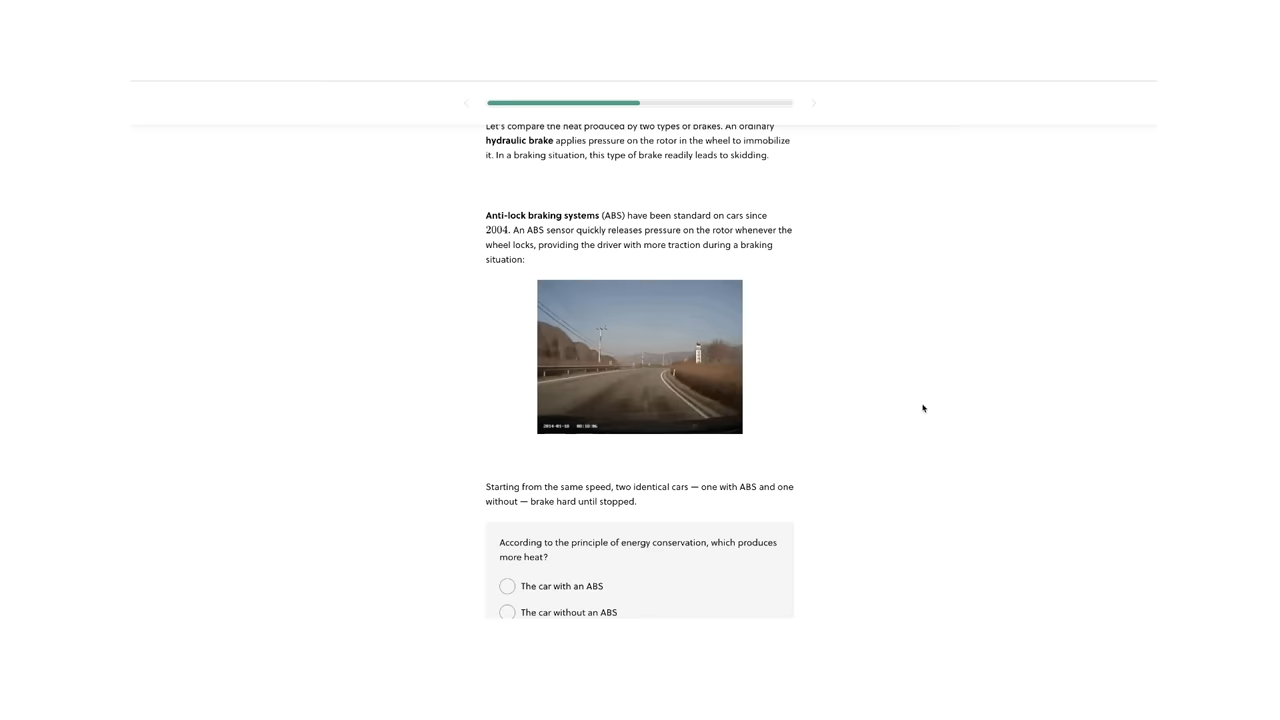 Let's compare the heat produced by two types of brakes. An ordinary
hydraulic brake applies pressure on the rotor in the wheel to immobilize
it. In a braking situation, this type of brake readily leads to skidding.
Anti-lock braking systems (ABS) have been standard on cars since
2004. An ABS sensor quickly releases pressure on the rotor whenever the
wheel locks, providing the driver with more traction during a braking
situation:
Starting from the same speed, two identical cars — one with ABS and one
without — brake hard until stopped.
According to the principle of energy conservation, which produces
more heat?
The car with an ABS
The car without an ABS